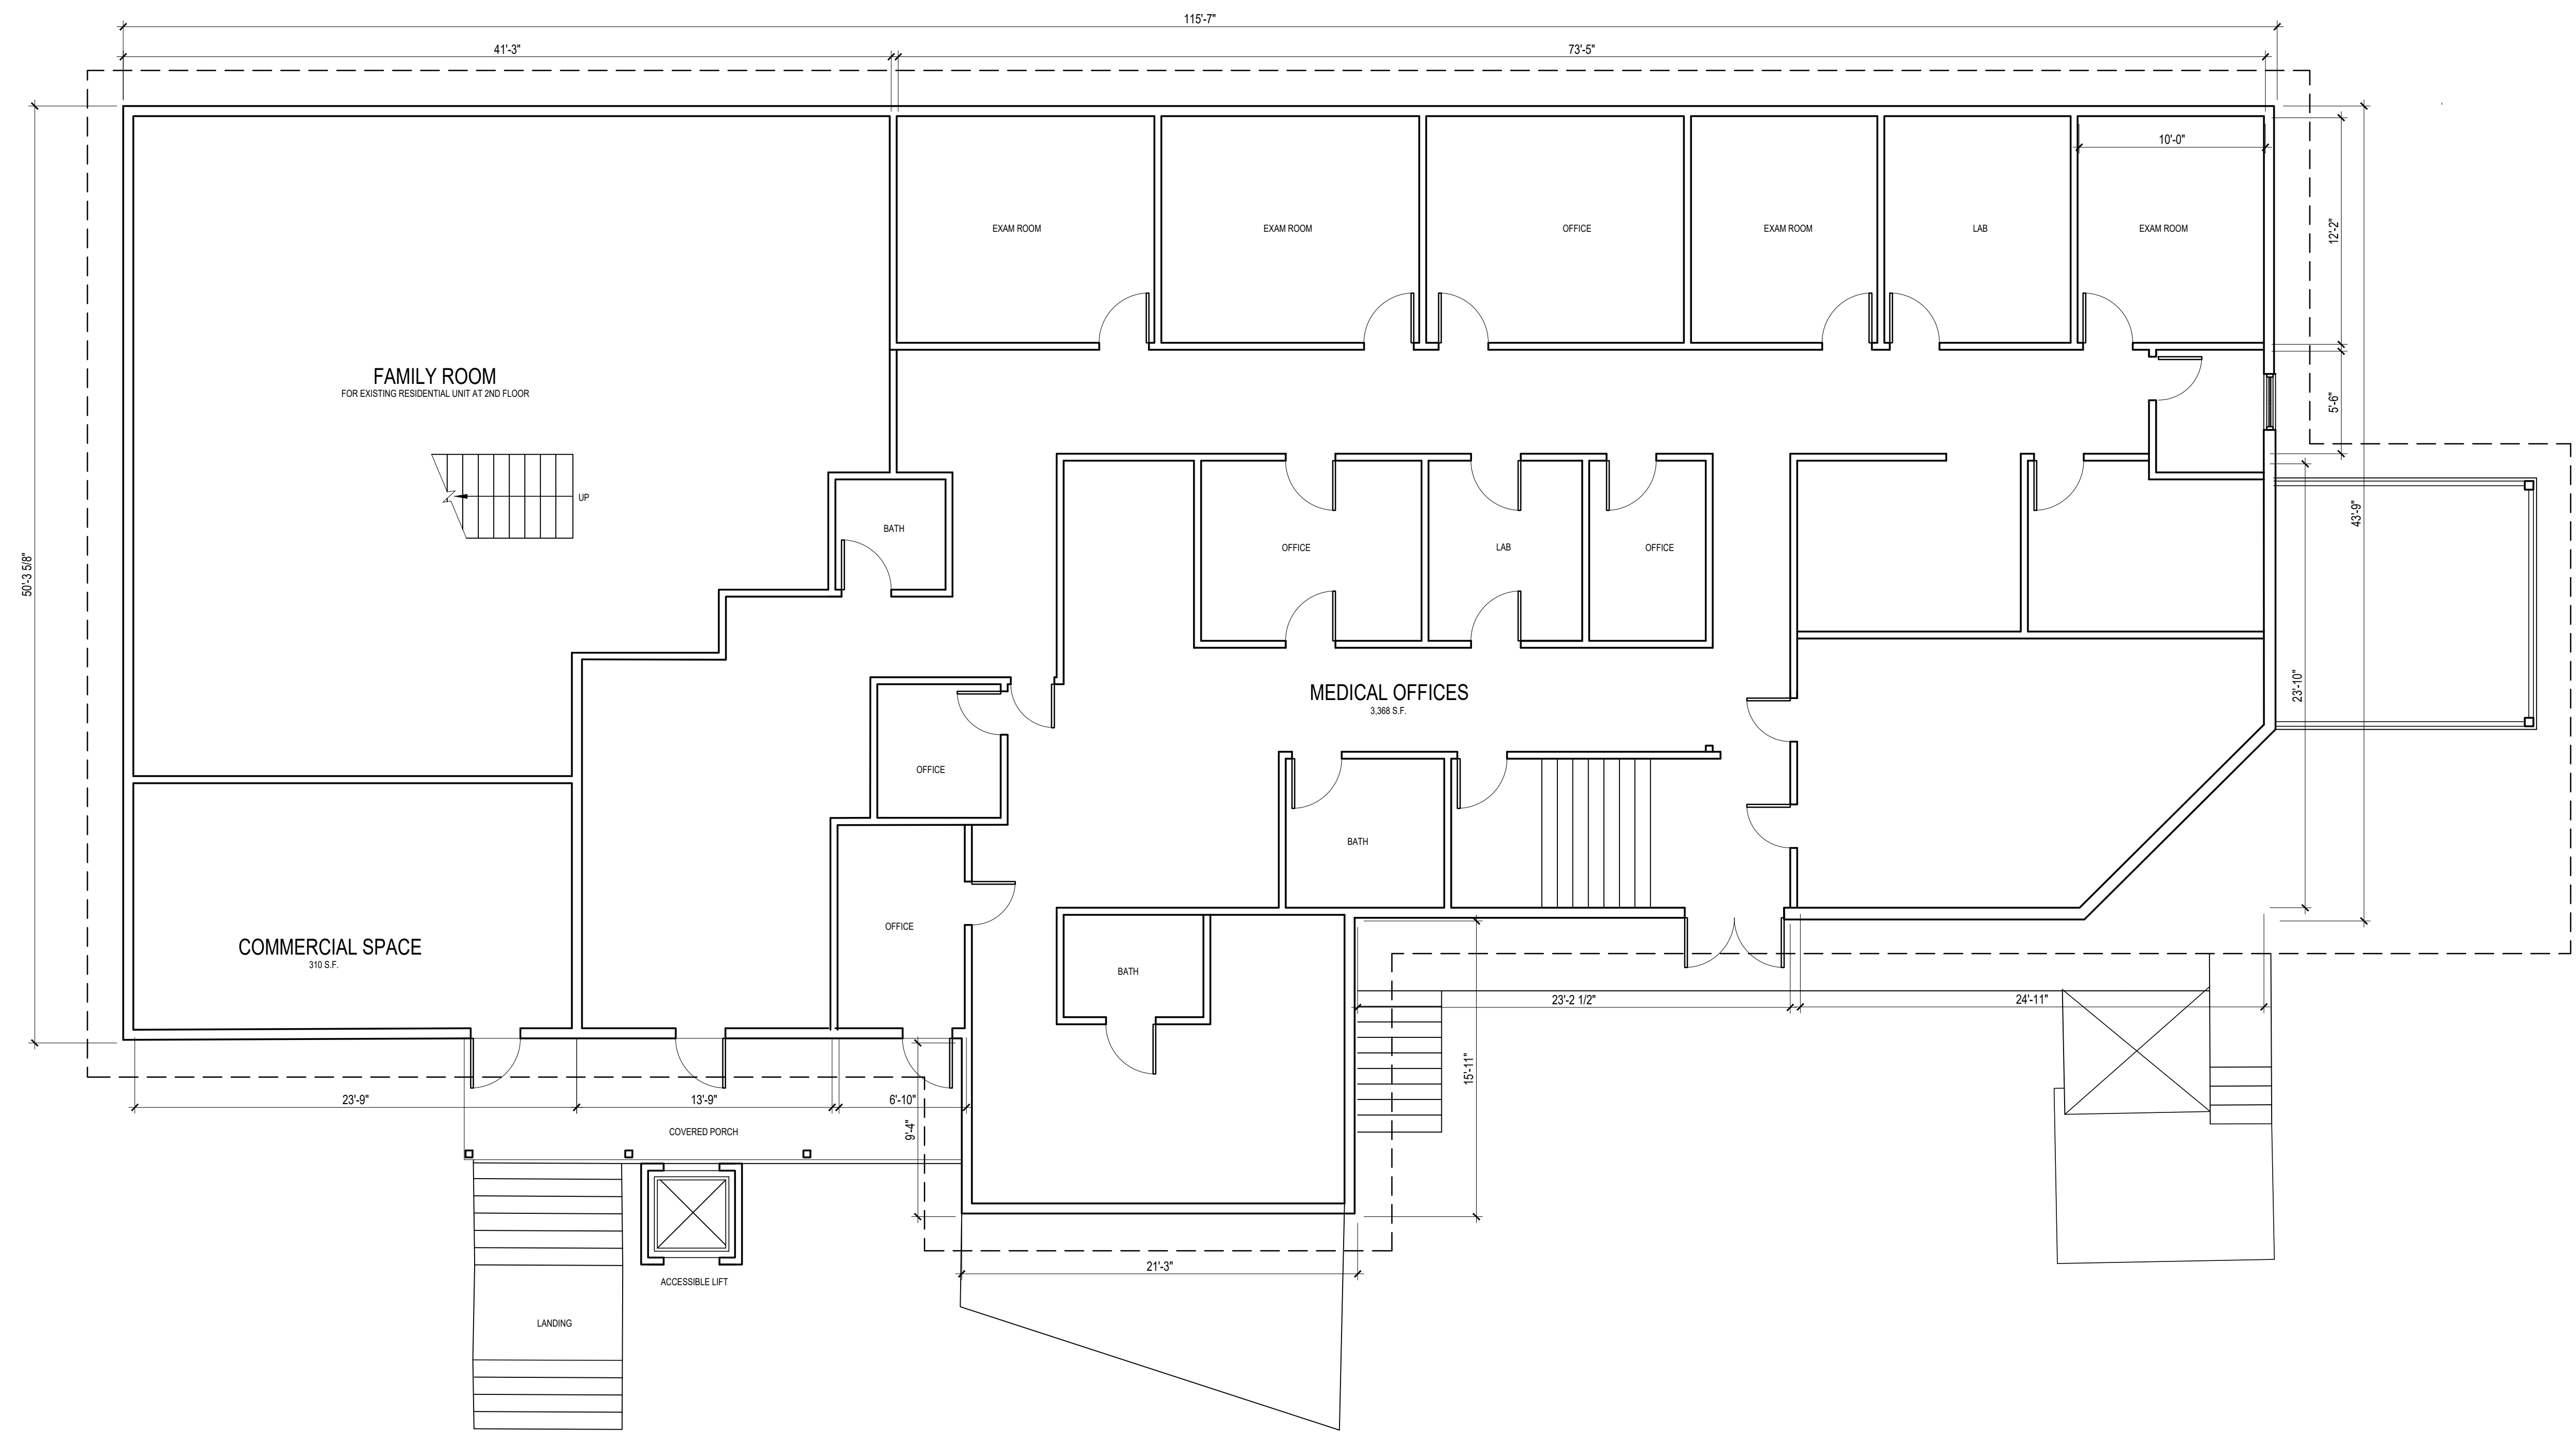 115'-7"
41'-3"
73'-5"
10'-0"
EXAM ROOM
EXAM ROOM
OFFICE
EXAM ROOM
LAB
EXAM ROOM
12'-2"
FAMILY ROOM
FOR EXISTING RESIDENTIAL UNIT AT 2ND FLOOR
5'-6"
UP
BATH
43'-9"
OFFICE
LAB
OFFICE
50'-3 5/8"
MEDICAL OFFICES
3,368 S.F.
23'-10"
OFFICE
BATH
OFFICE
COMMERCIAL SPACE
310 S.F.
BATH
23'-2 1/2"
24'-11"
15'-11"
23'-9"
13'-9"
6'-10"
9'-4"
COVERED PORCH
21'-3"
ACCESSIBLE LIFT
LANDING